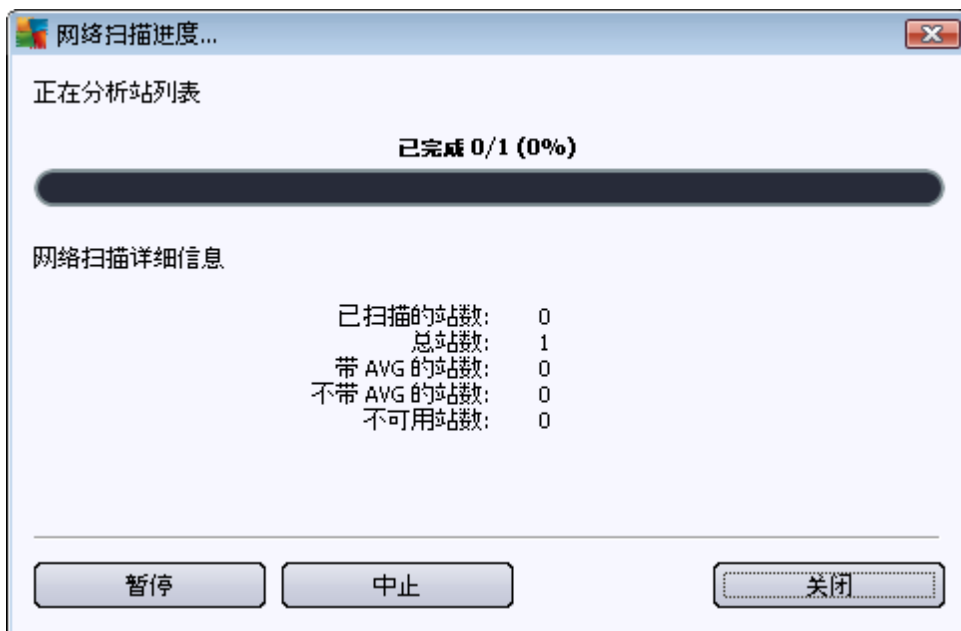 网络扫描进度...
正在分析站列表
已完成 0/1 (0%)
网络扫描详细信息
已扫描的站数: 0
总站数: 1
带 AVG 的站数: 0
不带 AVG 的站数: 0
不可用站数: 0
暂停 中止 关闭